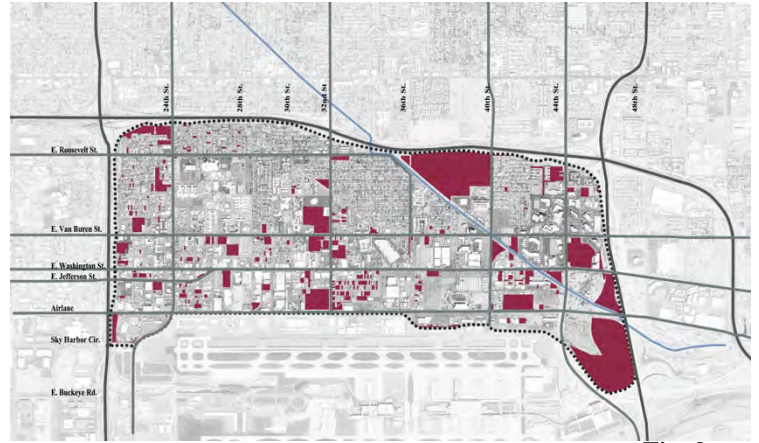 24th St.
28th St.
30th St.
32nd St
36th St.
40th St.
44th St.
48th St.
E. Roosevelt St.
E. Van Buren St.
E. Washington St.
E. Jefferson St.
Airlane
Sky Harbor Cir.
E. Buckeye Rd.